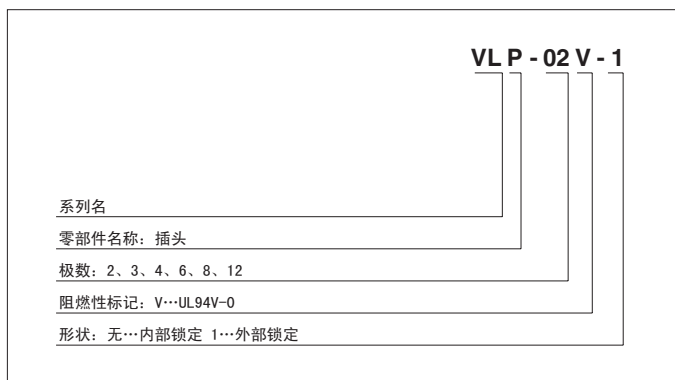 VL P - 02 V - 1
系列名
零部件名称: 插头
极数: 2、3、4、6、8、12
阻燃性标记: V…UL94V-0
形状: 无…内部锁定 1…外部锁定